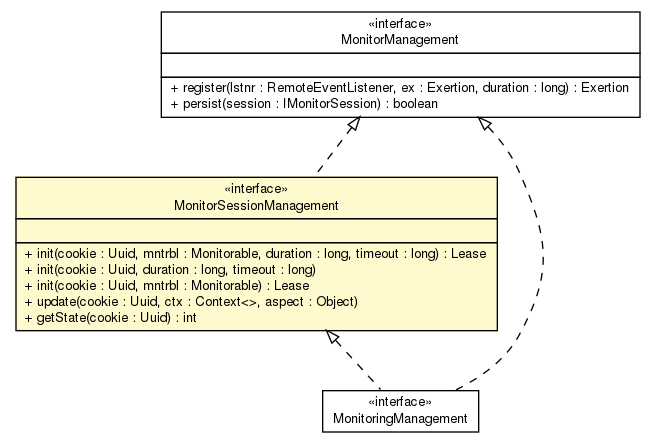 «interface»
MonitorManagement
+ register(lstnr : RemoteEventListener, ex : Exertion, duration : long) : Exertion
+ persist(session : IMonitorSession) : boolean
«interface»
MonitorSessionManagement
+ init(cookie : Uuid, mntrbl : Monitorable, duration : long, timeout : long) : Lease
+ init(cookie : Uuid, duration : long, timeout : long)
+ init(cookie : Uuid, mntrbl : Monitorable) : Lease
+ update(cookie : Uuid, ctx : Context<>, aspect : Object)
+ getState(cookie : Uuid) : int
«interface»
MonitoringManagement